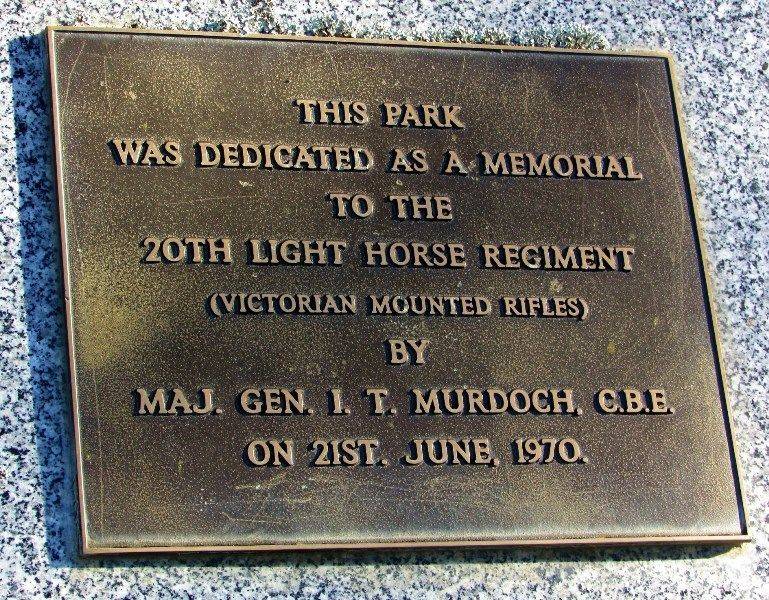 THIS PARK
WAS DEDICATED AS A MEMORIAL
TO THE
20TH LIGHT HORSE REGIMENT
(VICTORIAN MOUNTED RIFLES)
BY
MAJ. GEN. I. T. MURDOCH, C.B.E.
ON 21ST. JUNE, 1970.